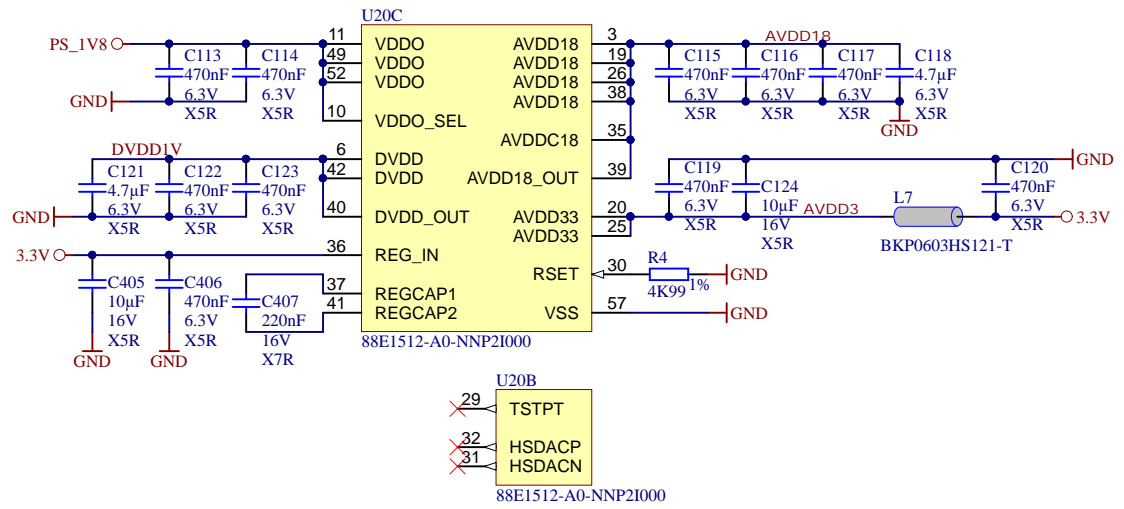 U20C
PS_1V8
11
VDDO
49
VDDO
52
VDDO
10
VDDO_SEL
6
DVDD
42
DVDD
40
DVDD_OUT
36
REG_IN
37
REGCAP1
41
REGCAP2
AVDD18
3
AVDD18
19
AVDD18
26
AVDD18
38
AVDDC18
35
AVDD18_OUT
39
AVDD33
20
AVDD33
25
RSET
30
VSS
57
88E1512-A0-NNP2I000
C113
470nF
6.3V
X5R
C114
470nF
6.3V
X5R
GND
DVDD1V
C121
4.7µF
6.3V
X5R
C122
470nF
6.3V
X5R
C123
470nF
6.3V
X5R
GND
3.3V
C405
10µF
16V
X5R
GND
C406
470nF
6.3V
X5R
GND
C407
220nF
16V
X7R
AVDD18
C115
470nF
6.3V
X5R
C116
470nF
6.3V
X5R
C117
470nF
6.3V
X5R
C118
4.7µF
6.3V
X5R
GND
C119
470nF
6.3V
X5R
C124
10µF
16V
X5R
AVDD3
L7
BKP0603HS121-T
C120
470nF
6.3V
X5R
GND
3.3V
R4
4K99
1%
GND
GND
U20B
29
TSTPT
32
HSDACP
31
HSDACN
88E1512-A0-NNP2I000